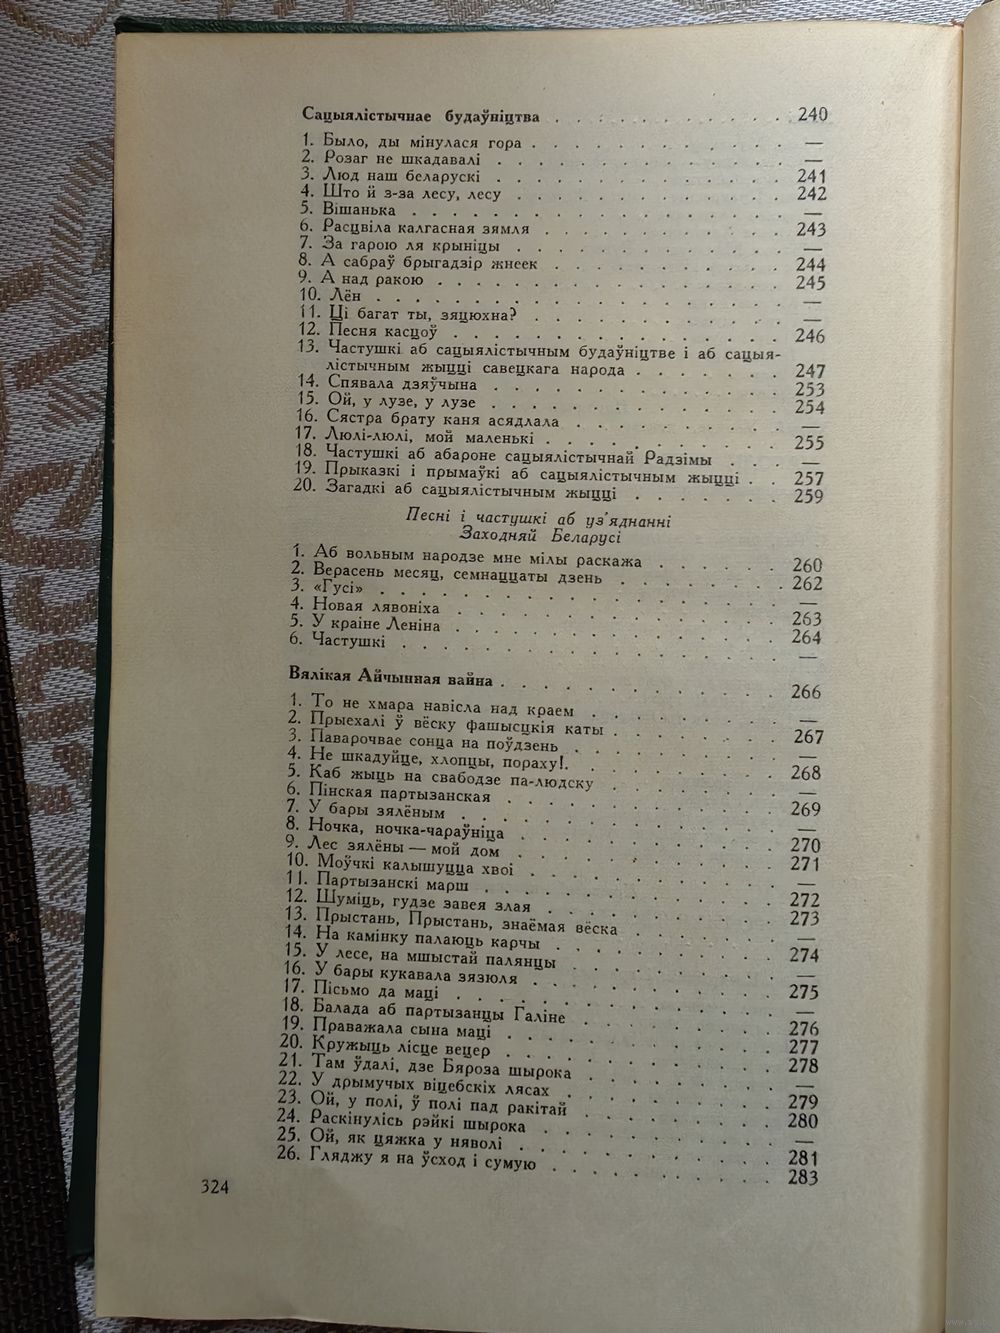 Сацыялістычнае будаўніцтва . . . . . . . . . . . . . 240
1. Было, ды мінулася гора . . . . . . . . . . . . . —
2. Розаг не шкадавалі . . . . . . . . . . . . . —
3. Люд наш беларускі . . . . . . . . . . . . . 241
4. Што й з-за лесу, лесу . . . . . . . . . . . . . 242
5. Вішанька . . . . . . . . . . . . . —
6. Расцвіла калгасная зямля . . . . . . . . . . . . . 243
7. За гарою ля крыніцы . . . . . . . . . . . . . —
8. А сабраў брыгадзір жнеек . . . . . . . . . . . . . 244
9. А над ракою . . . . . . . . . . . . . 245
10. Лён . . . . . . . . . . . . . —
11. Ці багат ты, зяцюхна? . . . . . . . . . . . . . —
12. Песня касцоў . . . . . . . . . . . . . 246
13. Частушкі аб сацыялістычным будаўніцтве і аб сацыя-
лістычным жыцці савецкага народа . . . . . . . 247
14. Спявала дзяўчына . . . . . . . . . . . . . 253
15. Ой, у лузе, у лузе . . . . . . . . . . . . . 254
16. Сястра брату каня асядлала . . . . . . . . . . —
17. Люлі-люлі, мой маленькі . . . . . . . . . . 255
18. Частушкі аб абароне сацыялістычнай Радзімы . . . —
19. Прыказкі і прымаўкі аб сацыялістычным жыцці . . 257
20. Загадкі аб сацыялістычным жыцці . . . . . . . 259
Песні і частушкі аб уз'яднанні
Заходняй Беларусі
1. Аб вольным народзе мне мілы раскажа . . . . . . 260
2. Верасень месяц, семнаццаты дзень . . . . . . . 262
3. «Гусі» . . . . . . . . . . . . . —
4. Новая лявоніха . . . . . . . . . . . . . 263
5. У краіне Леніна . . . . . . . . . . . . . 264
6. Частушкі . . . . . . . . . . . . . —
Вялікая Айчынная вайна . . . . . . . . . . . . 266
1. То не хмара навісла над краем . . . . . . . . —
2. Прыехалі ў вёску фашысцкія каты . . . . . . . 267
3. Паварочвае сонца на поўдзень . . . . . . . . —
4. Не шкадуйце, хлопцы, пораху!. . . . . . . . . 268
5. Каб жыць на свабодзе па-людску . . . . . . . —
6. Пінская партызанская . . . . . . . . . . . 269
7. У бары зялёным . . . . . . . . . . . . . —
8. Ночка, ночка-чараўніца . . . . . . . . . . . 270
9. Лес зялёны — мой дом . . . . . . . . . . . 271
10. Моўчкі калышуцца хвоі . . . . . . . . . . —
11. Партызанскі марш . . . . . . . . . . . . 272
12. Шуміць, гудзе завея злая . . . . . . . . . . 273
13. Прыстань, Прыстань, знаёмая вёска . . . . . . —
14. На камінку палаюць карчы . . . . . . . . . 274
15. У лесе, на мшыстай палянцы . . . . . . . . —
16. У бары кукавала зязюля . . . . . . . . . . 275
17. Пісьмо да маці . . . . . . . . . . . . . —
18. Балада аб партызанцы Галіне . . . . . . . . 276
19. Праважала сына маці . . . . . . . . . . . 277
20. Кружыць лісце вецер . . . . . . . . . . . 278
21. Там ўдалі, дзе Бяроза шырока . . . . . . . . —
22. У дрымучых віцебскіх лясах . . . . . . . . . 279
23. Ой, у полі, ў полі пад ракітай . . . . . . . . 280
24. Раскінулісь рэйкі шырока . . . . . . . . . . —
25. Ой, як цяжка у няволі . . . . . . . . . . . 281
26. Гляджу я на ўсход і сумую . . . . . . . . . 283
324